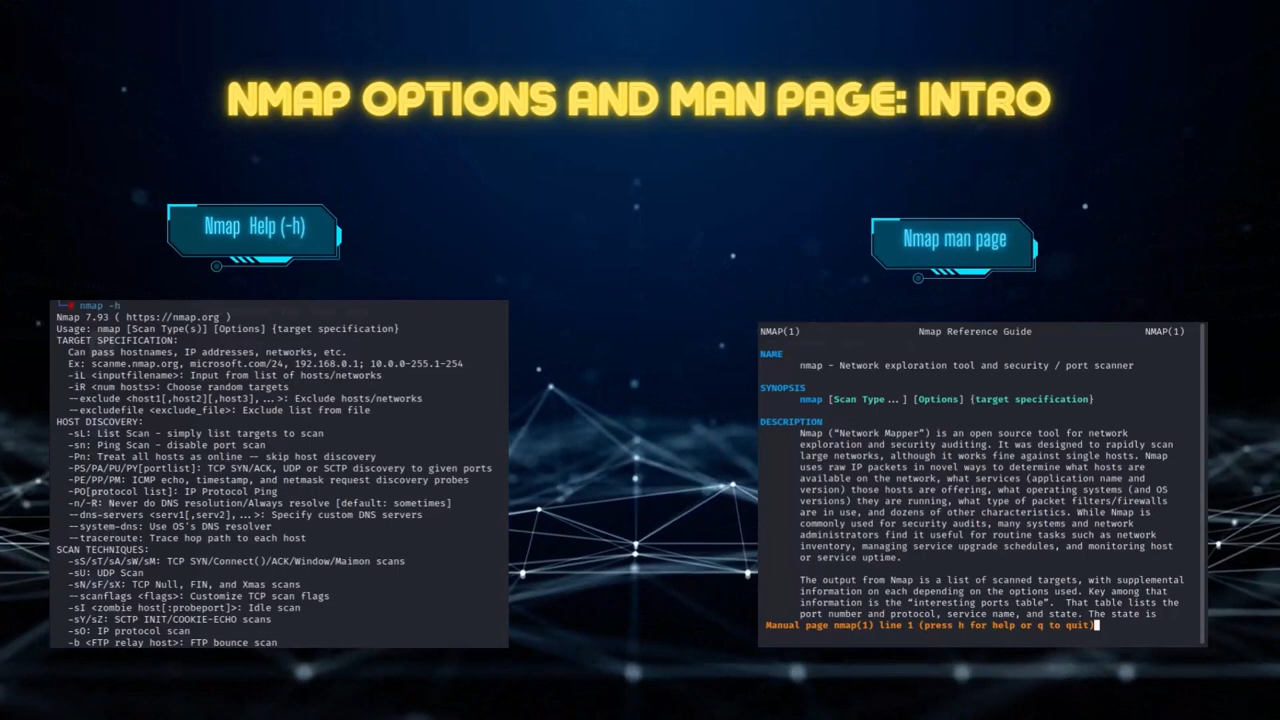 NMAP OPTIONS AND MAN PAGE: INTRO
Nmap Help (-h)
└─# nmap -h
Nmap 7.93 ( https://nmap.org )
Usage: nmap [Scan Type(s)] [Options] {target specification}
TARGET SPECIFICATION:
Can pass hostnames, IP addresses, networks, etc.
Ex: scanme.nmap.org, microsoft.com/24, 192.168.0.1; 10.0.0-255.1-254
-iL <inputfilename>: Input from list of hosts/networks
-iR <num hosts>: Choose random targets
--exclude <host1[,host2][,host3],...>: Exclude hosts/networks
--excludefile <exclude_file>: Exclude list from file
HOST DISCOVERY:
-sL: List Scan - simply list targets to scan
-sn: Ping Scan - disable port scan
-Pn: Treat all hosts as online -- skip host discovery
-PS/PA/PU/PY[portlist]: TCP SYN/ACK, UDP or SCTP discovery to given ports
-PE/PP/PM: ICMP echo, timestamp, and netmask request discovery probes
-PO[protocol list]: IP Protocol Ping
-n/-R: Never do DNS resolution/Always resolve [default: sometimes]
--dns-servers <serv1[,serv2],...>: Specify custom DNS servers
--system-dns: Use OS's DNS resolver
--traceroute: Trace hop path to each host
SCAN TECHNIQUES:
-sS/sT/sA/sW/sM: TCP SYN/Connect()/ACK/Window/Maimon scans
-sU: UDP Scan
-sN/sF/sX: TCP Null, FIN, and Xmas scans
--scanflags <flags>: Customize TCP scan flags
-sI <zombie host[:probeport]>: Idle scan
-sY/sZ: SCTP INIT/COOKIE-ECHO scans
-sO: IP protocol scan
-b <FTP relay host>: FTP bounce scan
Nmap man page
NMAP(1) Nmap Reference Guide NMAP(1)
NAME
nmap - Network exploration tool and security / port scanner
SYNOPSIS
nmap [Scan Type...] [Options] {target specification}
DESCRIPTION
Nmap (“Network Mapper”) is an open source tool for network
exploration and security auditing. It was designed to rapidly scan
large networks, although it works fine against single hosts. Nmap
uses raw IP packets in novel ways to determine what hosts are
available on the network, what services (application name and
version) those hosts are offering, what operating systems (and OS
versions) they are running, what type of packet filters/firewalls
are in use, and dozens of other characteristics. While Nmap is
commonly used for security audits, many systems and network
administrators find it useful for routine tasks such as network
inventory, managing service upgrade schedules, and monitoring host
or service uptime.
The output from Nmap is a list of scanned targets, with supplemental
information on each depending on the options used. Key among that
information is the “interesting ports table”. That table lists the
port number and protocol, service name, and state. The state is
Manual page nmap(1) line 1 (press h for help or q to quit)